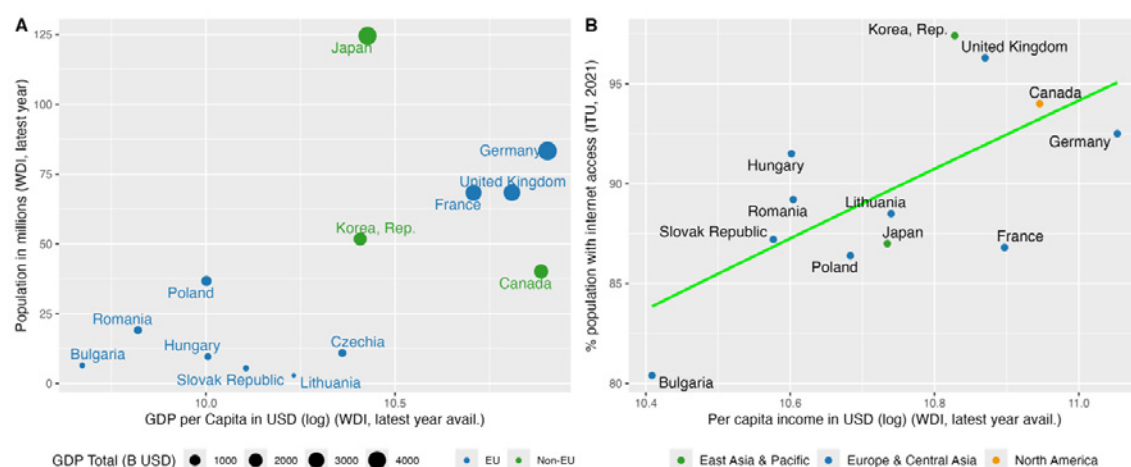 A
Population in millions (WDI, latest year)
125
100
75
50
25
0
Japan
Germany
United Kingdom
France
Korea, Rep.
Canada
Poland
Romania
Czechia
Hungary
Bulgaria
Slovak Republic
Lithuania
10.0
10.5
GDP per Capita in USD (log) (WDI, latest year avail.)
GDP Total (B USD)
1000
2000
3000
4000
EU
Non-EU
B
% population with internet access (ITU, 2021)
95
90
85
80
Korea, Rep.
United Kingdom
Canada
Germany
Hungary
Romania
Lithuania
Slovak Republic
Japan
France
Poland
Bulgaria
10.4
10.6
10.8
11.0
Per capita income in USD (log) (WDI, latest year avail.)
East Asia & Pacific
Europe & Central Asia
North America